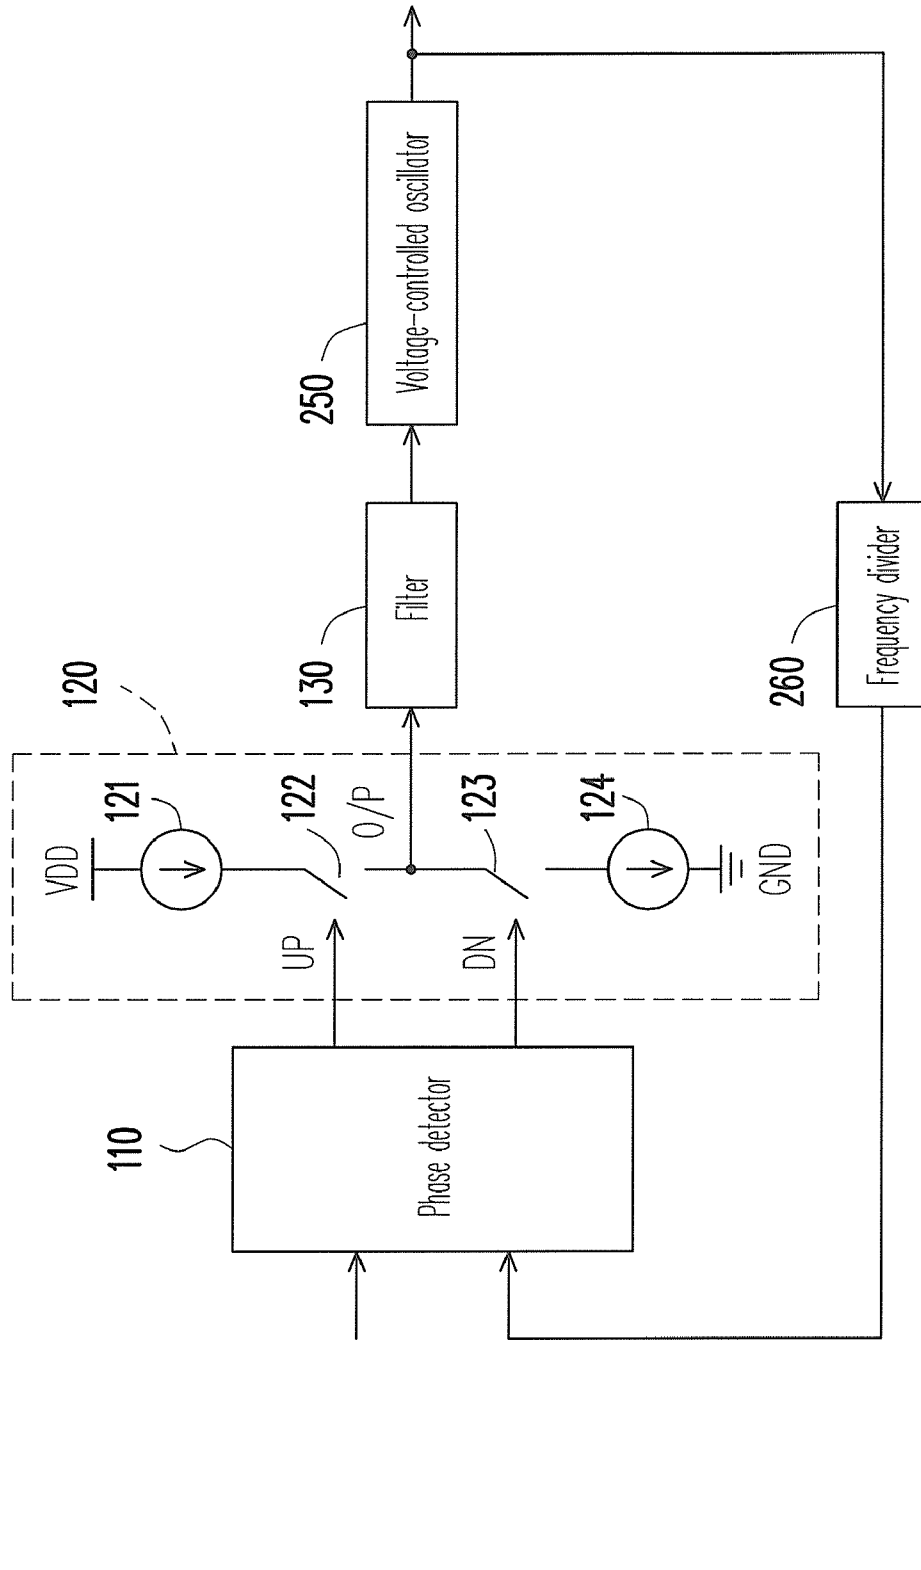 120
VDD
121
122
O/P
123
124
GND
UP
DN
110
Phase detector
130
Filter
250
Voltage-controlled oscillator
260
Frequency divider